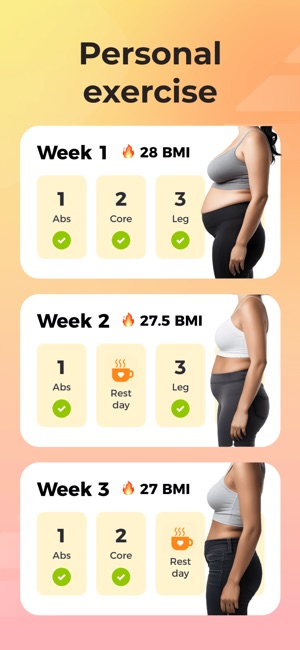 Personal
exercise
Week 1 28 BMI
1 2 3
Abs Core Leg
Week 2 27.5 BMI
1 3
Abs Rest day Leg
Week 3 27 BMI
1 2
Abs Core Rest day